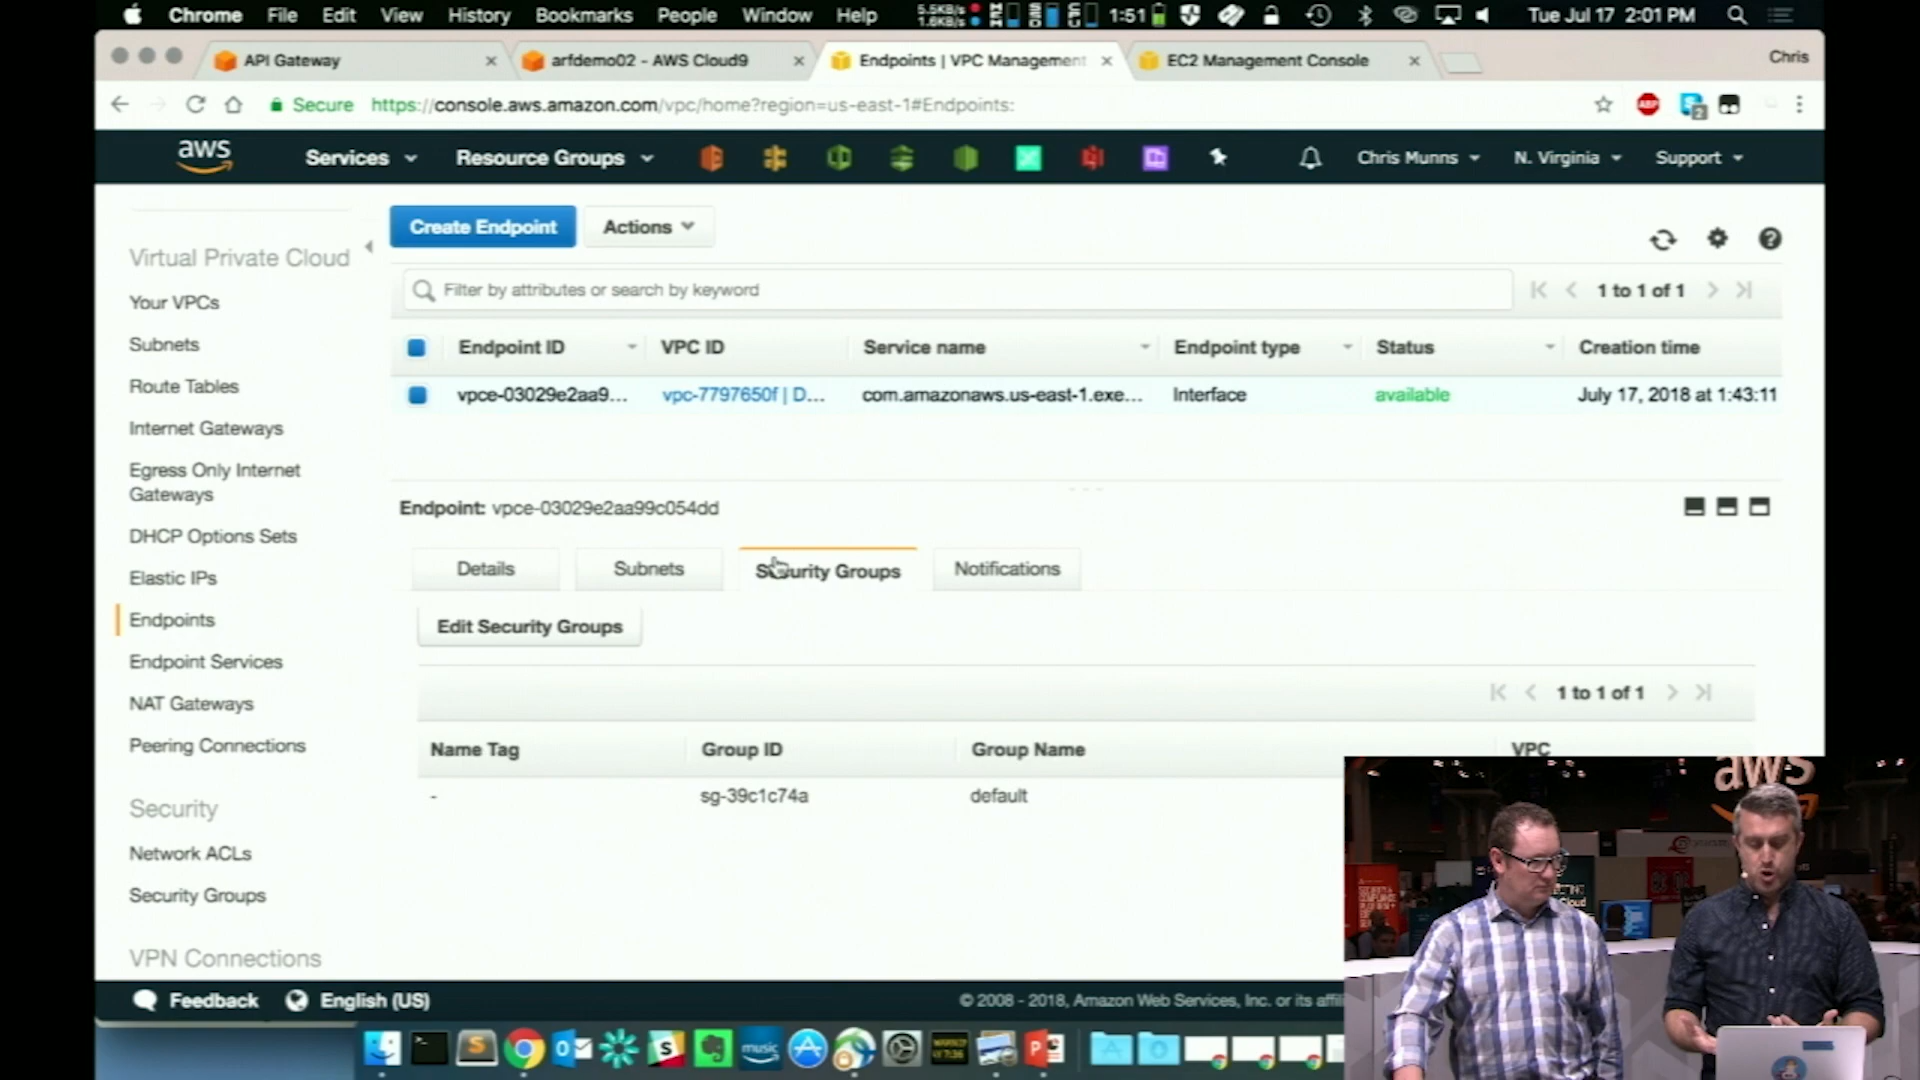 Chrome File Edit View History Bookmarks People Window Help 5.5KB/s 1.6KB/s 1:51 Tue Jul 17 2:01 PM
API Gateway
arfdemo02 - AWS Cloud9
Endpoints | VPC Management
EC2 Management Console
Chris
Secure https://console.aws.amazon.com/vpc/home?region=us-east-1#Endpoints:
ABP
2
aws Services Resource Groups Chris Munns N. Virginia Support
Create Endpoint Actions
Filter by attributes or search by keyword
1 to 1 of 1
Endpoint ID VPC ID Service name Endpoint type Status Creation time
vpce-03029e2aa9... vpc-7797650f | D... com.amazonaws.us-east-1.exe... Interface available July 17, 2018 at 1:43:11
Virtual Private Cloud
Your VPCs
Subnets
Route Tables
Internet Gateways
Egress Only Internet
Gateways
DHCP Options Sets
Elastic IPs
Endpoints
Endpoint Services
NAT Gateways
Peering Connections
Security
Network ACLs
Security Groups
VPN Connections
Endpoint: vpce-03029e2aa99c054dd
Details Subnets Security Groups Notifications
Edit Security Groups
1 to 1 of 1
Name Tag Group ID Group Name VPC
- sg-39c1c74a default
aws
Feedback English (US) © 2008 - 2018, Amazon Web Services, Inc. or its affili
music